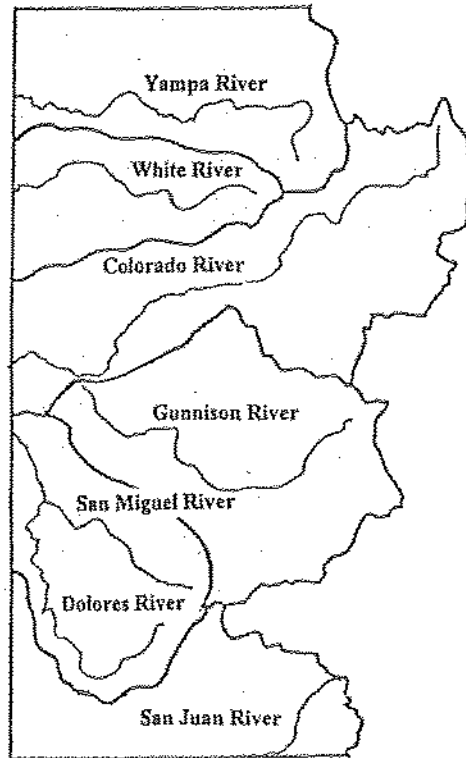 Yampa River
White River
Colorado River
Gunnison River
San Miguel River
Dolores River
San Juan River